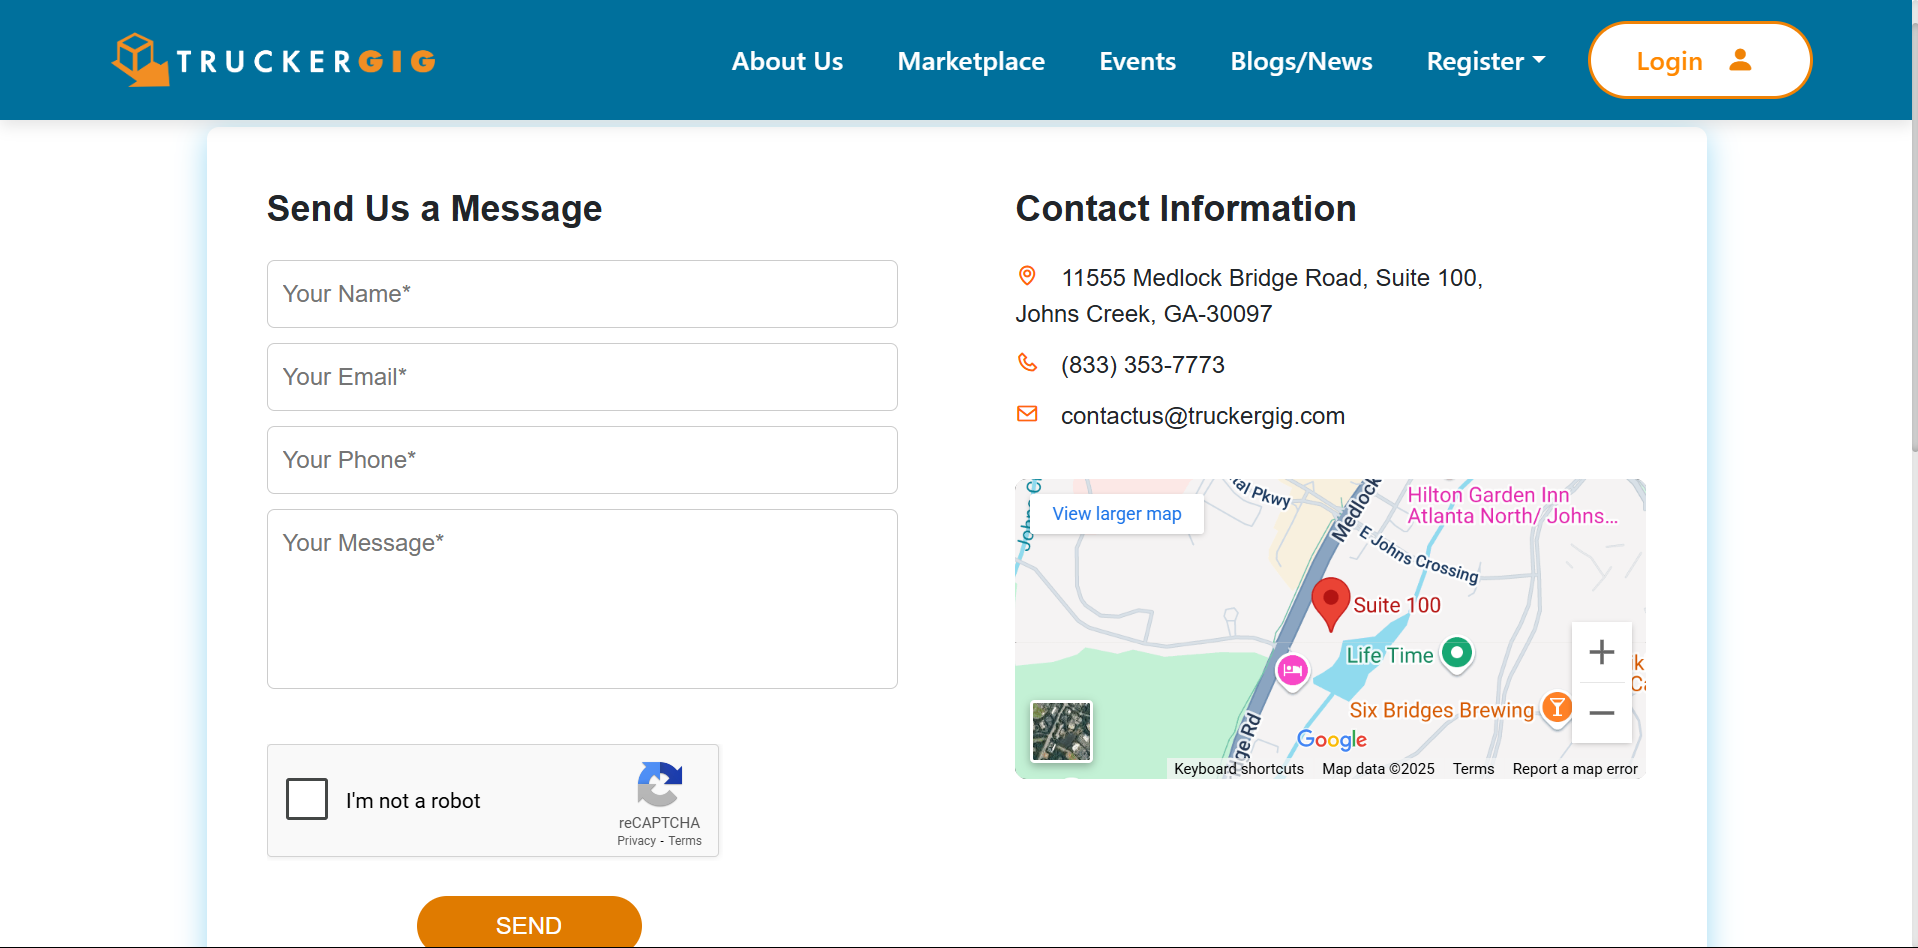 TRUCKERGIG
About Us
Marketplace
Events
Blogs/News
Register
Login
Send Us a Message
Your Name*
Your Email*
Your Phone*
Your Message*
I'm not a robot
reCAPTCHA
Privacy - Terms
SEND
Contact Information
11555 Medlock Bridge Road, Suite 100,
Johns Creek, GA-30097
(833) 353-7773
contactus@truckergig.com
View larger map
Pkwy
Medlock
Hilton Garden Inn
Atlanta North/ Johns...
E Johns Crossing
Suite 100
Life Time
Six Bridges Brewing
Rd
Google
Keyboard shortcuts
Map data ©2025
Terms
Report a map error